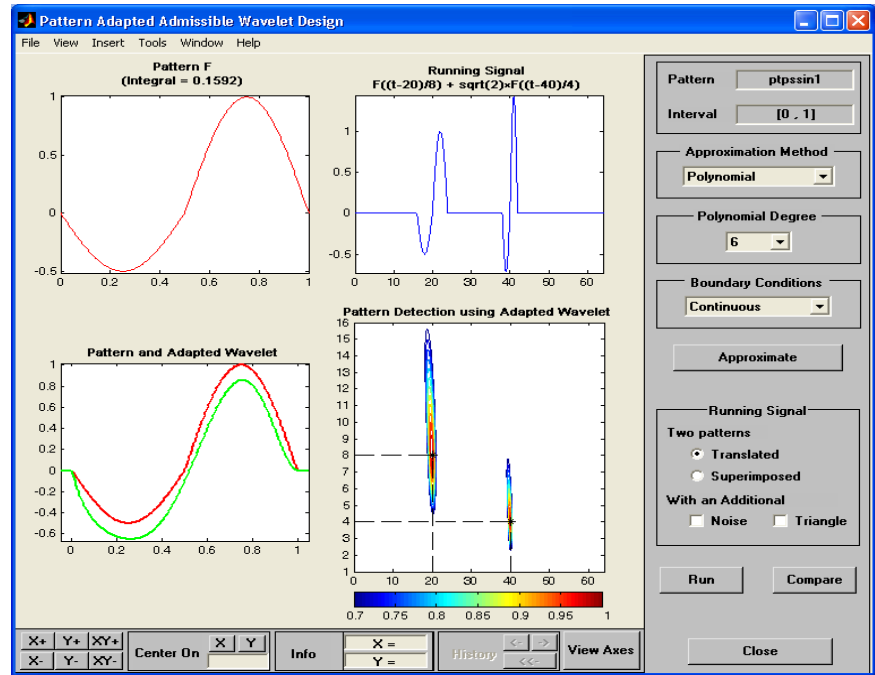 Pattern Adapted Admissible Wavelet Design
File View Insert Tools Window Help
Pattern F
(Integral = 0.1592)
1
0.5
0
-0.5
0 0.2 0.4 0.6 0.8 1
Running Signal
F((t-20)/8) + sqrt(2)×F((t-40)/4)
1
0.5
0
-0.5
0 10 20 30 40 50 60
Pattern and Adapted Wavelet
1
0.8
0.6
0.4
0.2
0
-0.2
-0.4
-0.6
0 0.2 0.4 0.6 0.8 1
Pattern Detection using Adapted Wavelet
16
15
14
13
12
11
10
9
8
7
6
5
4
3
2
1
0 10 20 30 40 50 60
0.7 0.75 0.8 0.85 0.9 0.95 1
Pattern ptpssin1
Interval [0 , 1]
Approximation Method
Polynomial
Polynomial Degree
6
Boundary Conditions
Continuous
Approximate
Running Signal
Two patterns
Translated
Superimposed
With an Additional
Noise Triangle
Run Compare
Close
X+ Y+ XY+
X- Y- XY-
Center On X Y
Info
X =
Y =
History <- ->
<<-
View Axes